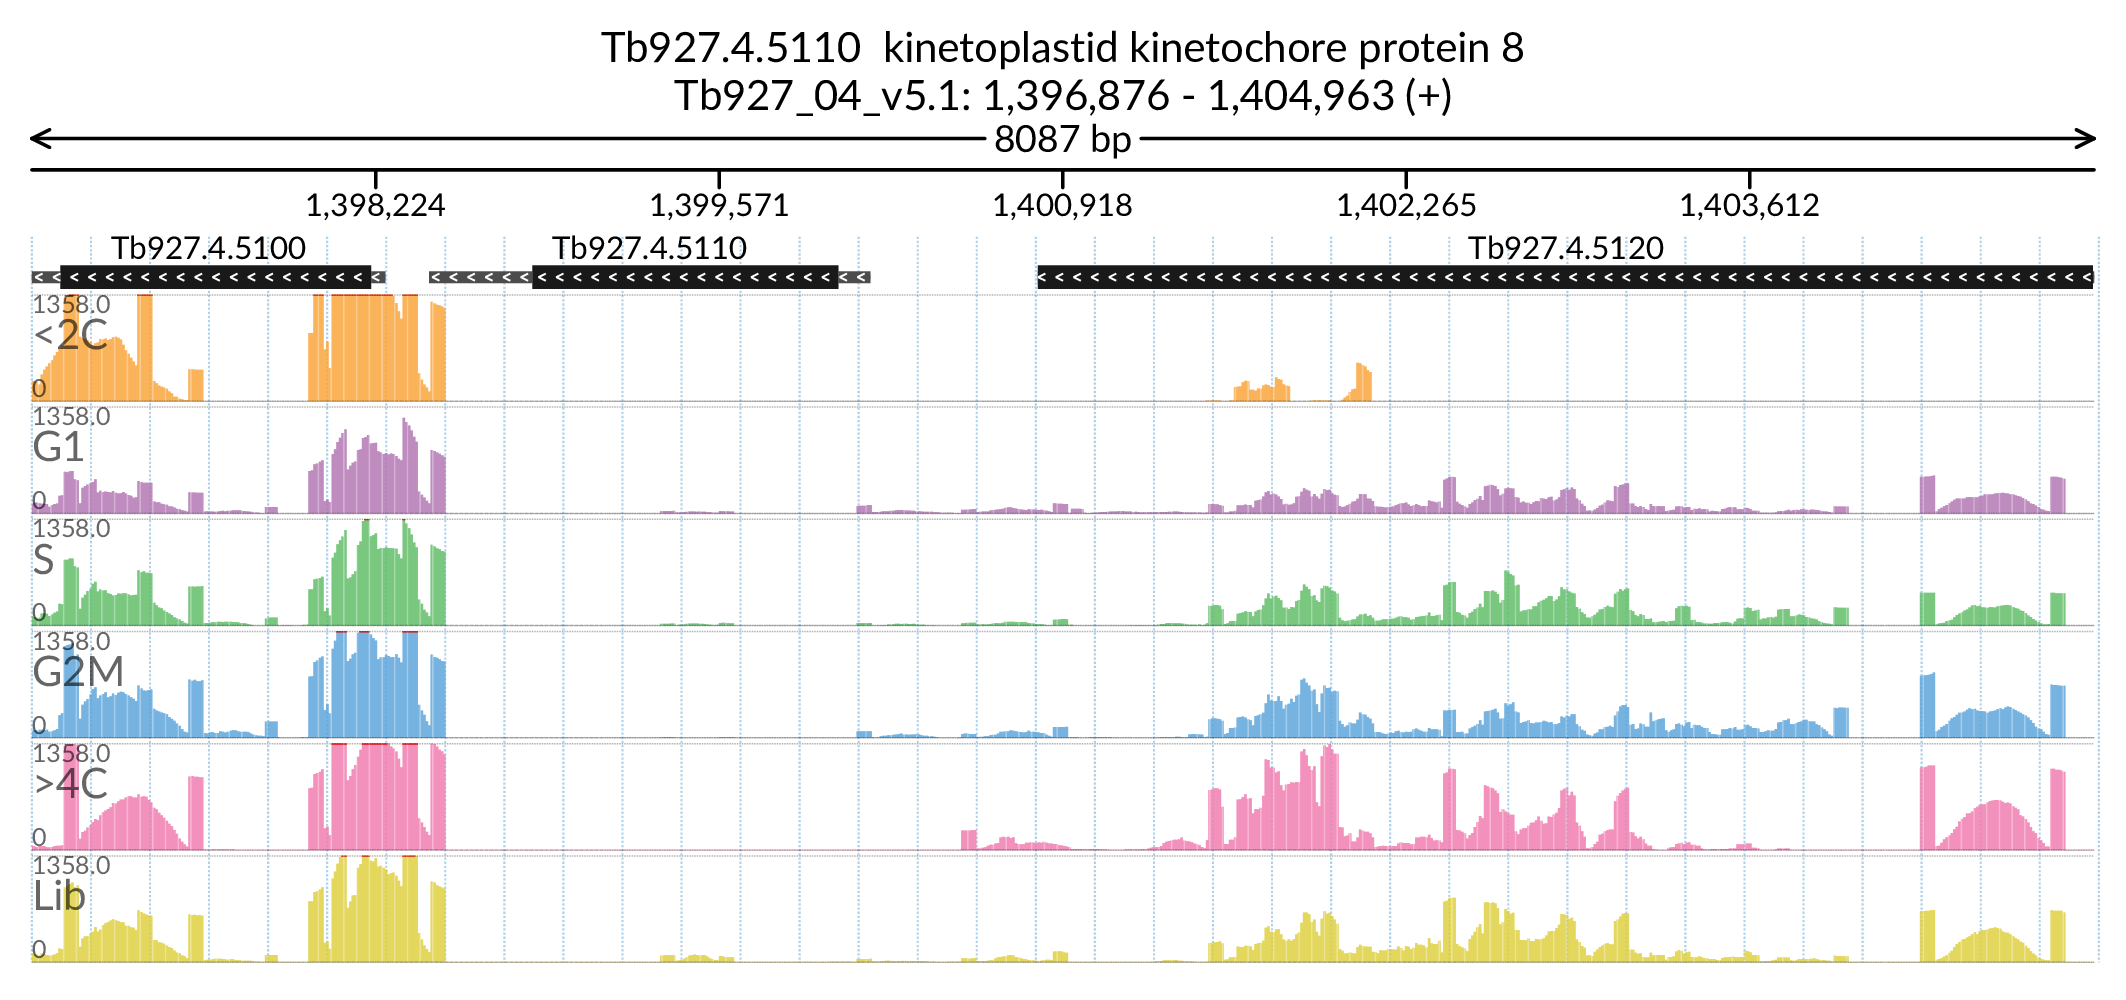 Tb927.4.5110  kinetoplastid kinetochore protein 8
Tb927_04_v5.1: 1,396,876 - 1,404,963 (+)
8087 bp
1,398,224 1,399,571 1,400,918 1,402,265 1,403,612
Tb927.4.5100 Tb927.4.5110 Tb927.4.5120
1358.0
<2C
0
1358.0
G1
0
1358.0
S
0
1358.0
G2M
0
1358.0
>4C
0
1358.0
Lib
0